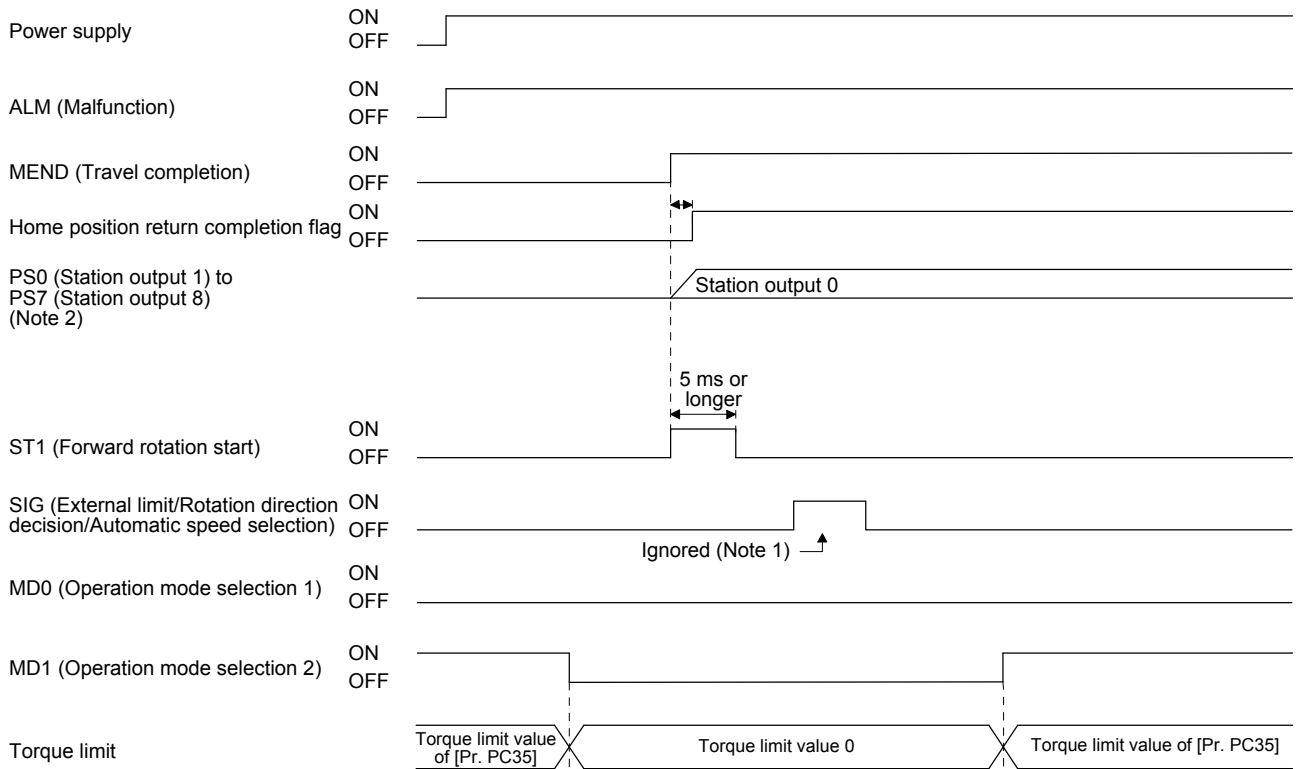 Power supply
ON
OFF
ALM (Malfunction)
ON
OFF
MEND (Travel completion)
ON
OFF
Home position return completion flag
ON
OFF
PS0 (Station output 1) to
PS7 (Station output 8)
(Note 2)
Station output 0
5 ms or
longer
ST1 (Forward rotation start)
ON
OFF
SIG (External limit/Rotation direction
decision/Automatic speed selection)
ON
OFF
Ignored (Note 1)
MD0 (Operation mode selection 1)
ON
OFF
MD1 (Operation mode selection 2)
ON
OFF
Torque limit
Torque limit value
of [Pr. PC35]
Torque limit value 0
Torque limit value of [Pr. PC35]